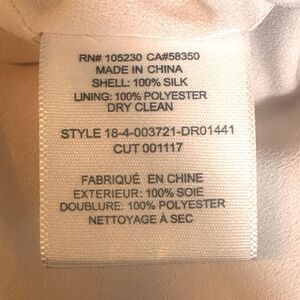 RN# 105230 CA#58350
MADE IN CHINA
SHELL: 100% SILK
LINING: 100% POLYESTER
DRY CLEAN
STYLE 18-4-003721-DR01441
CUT 001117
FABRIQUÉ EN CHINE
EXTERIEUR: 100% SOIE
DOUBLURE: 100% POLYESTER
NETTOYAGE À SEC